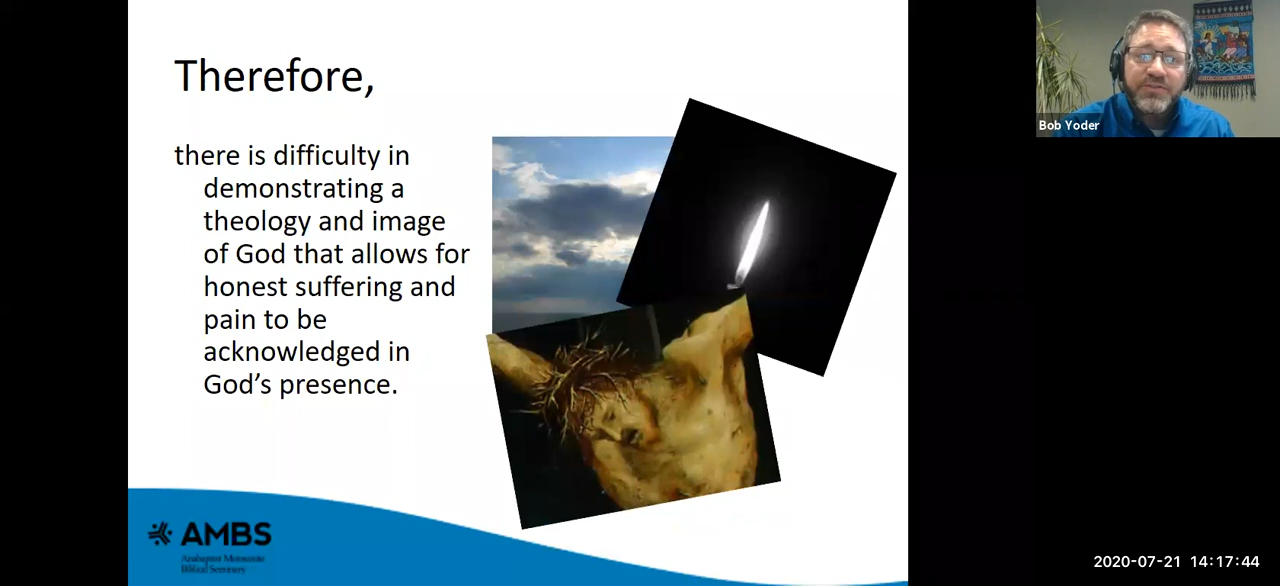 Therefore,
there is difficulty in
demonstrating a
theology and image
of God that allows for
honest suffering and
pain to be
acknowledged in
God’s presence.
AMBS
Anabaptist Mennonite
Biblical Seminary
Bob Yoder
2020-07-21 14:17:44